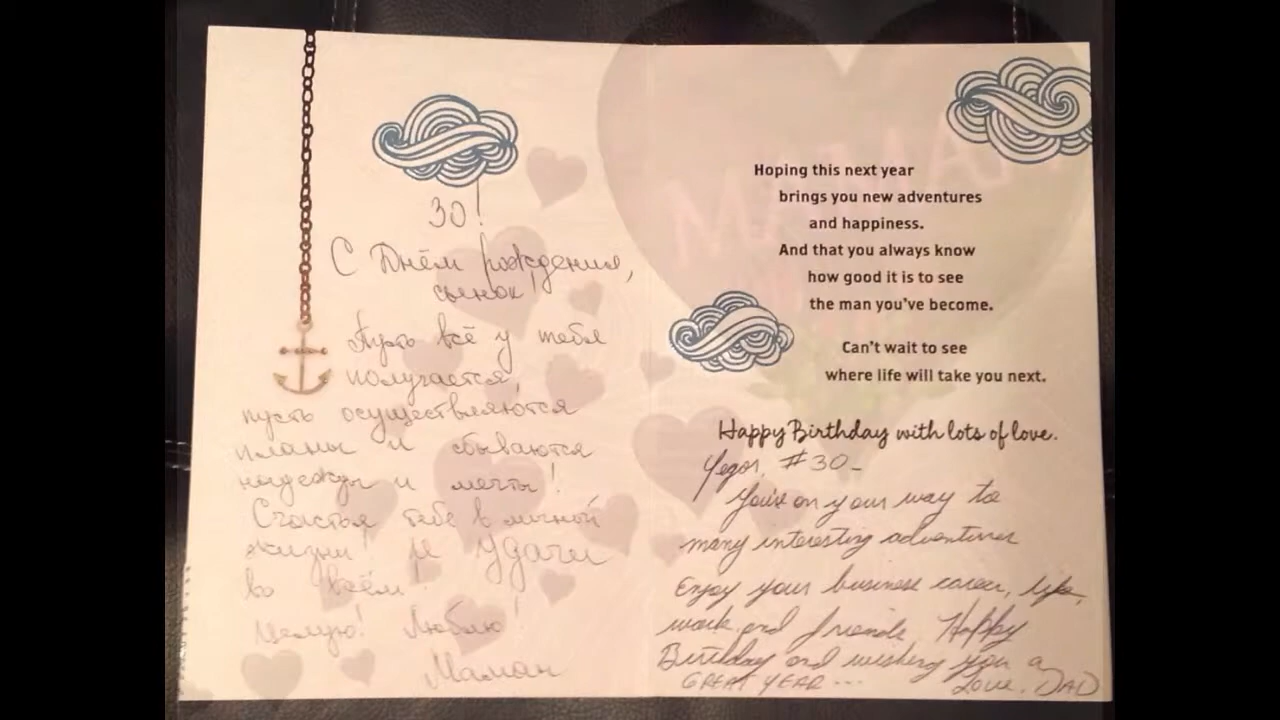 30!
С Днём рождения,
сынок!
Пусть всё у тебя
получается,
пусть осуществляются
планы и сбываются
надежды и мечты!
Счастья тебе в личной
жизни! И удачи
во всём!
Целую! Люблю!
Маман
Hoping this next year
brings you new adventures
and happiness.
And that you always know
how good it is to see
the man you've become.
Can't wait to see
where life will take you next.
Happy Birthday with lots of love.
Yegor, #30-
You're on your way to
many interesting adventures
Enjoy your business career, life,
work and friends. Happy
Birthday and wishing you a
GREAT YEAR...
Love, DAD